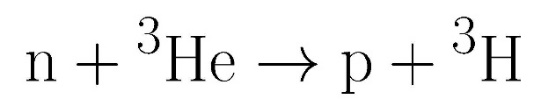 n + ³He → p + ³H